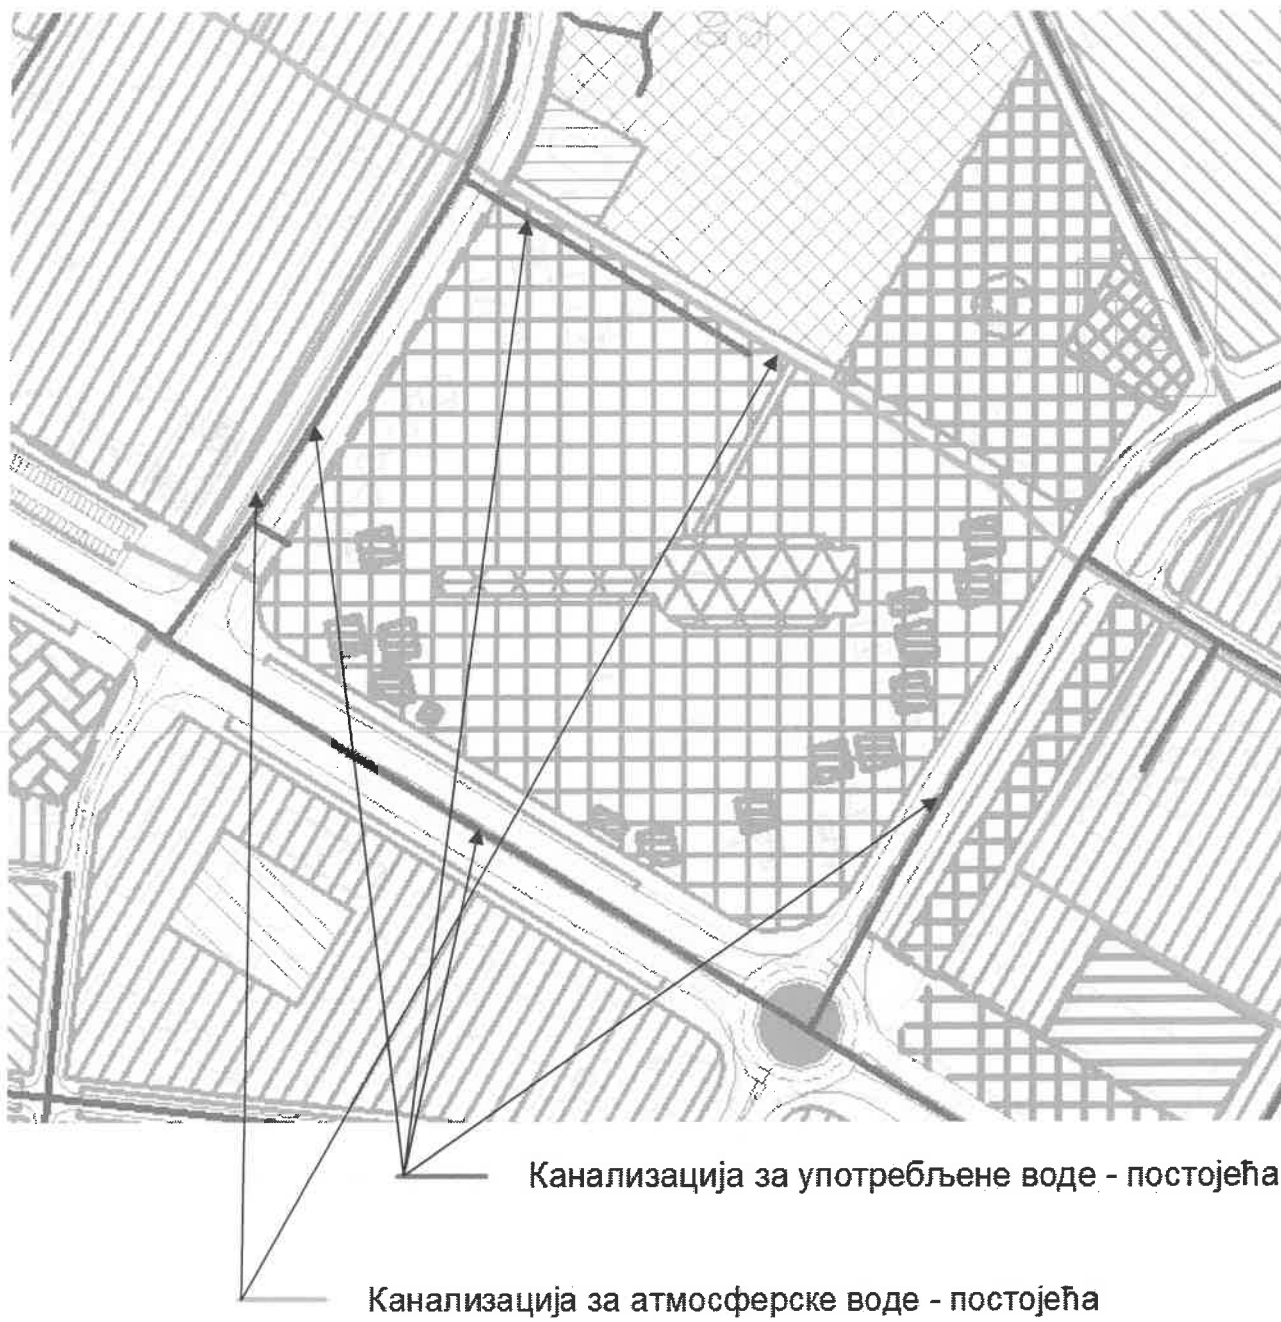 Канализација за употребљене воде - постојећа
Канализација за атмосферске воде - постојећа